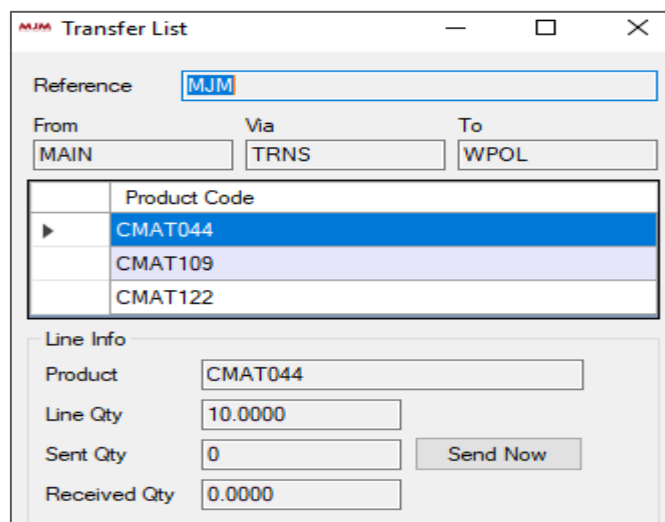 MJM Transfer List
Reference MJM
From Via To
MAIN TRNS WPOL
Product Code
CMAT044
CMAT109
CMAT122
Line Info
Product CMAT044
Line Qty 10.0000
Sent Qty 0 Send Now
Received Qty 0.0000